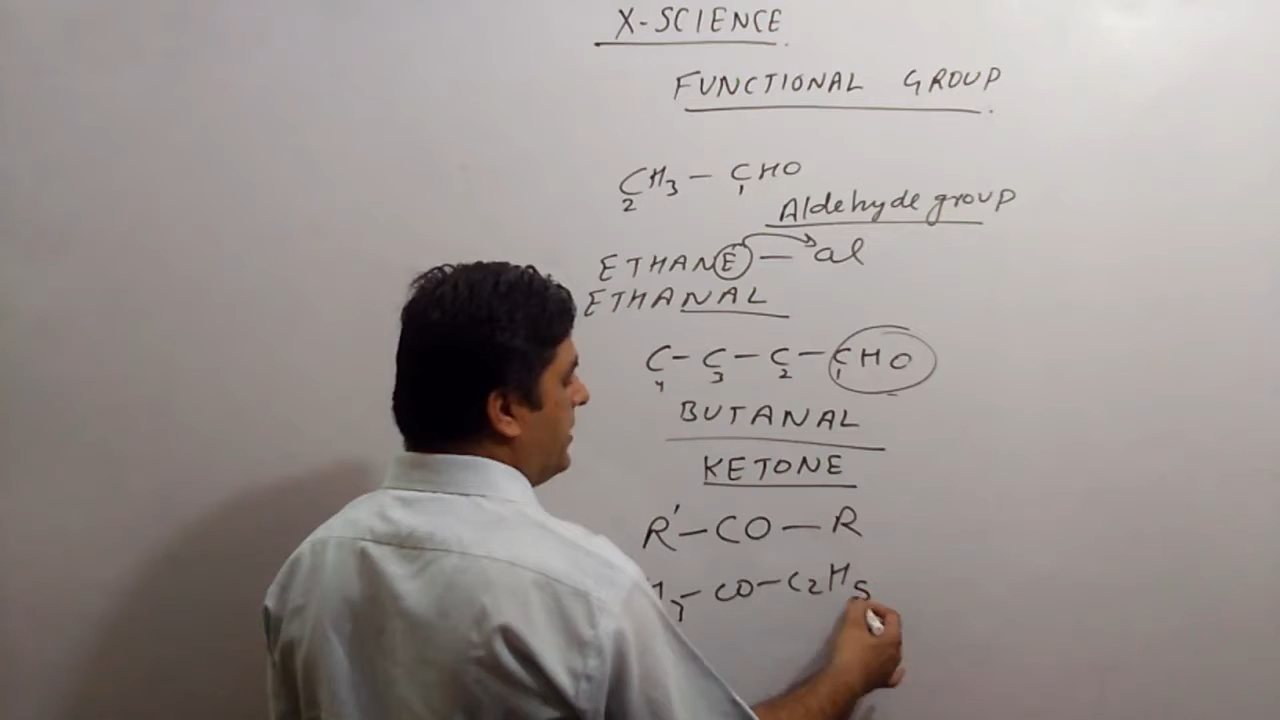 X-SCIENCE
FUNCTIONAL GROUP
CH3 — CHO
2 1
Aldehyde group
ETHANE — al
ETHANAL
C - C - C - CHO
4 3 2 1
BUTANAL
KETONE
R' - CO - R
- CO - C2H5